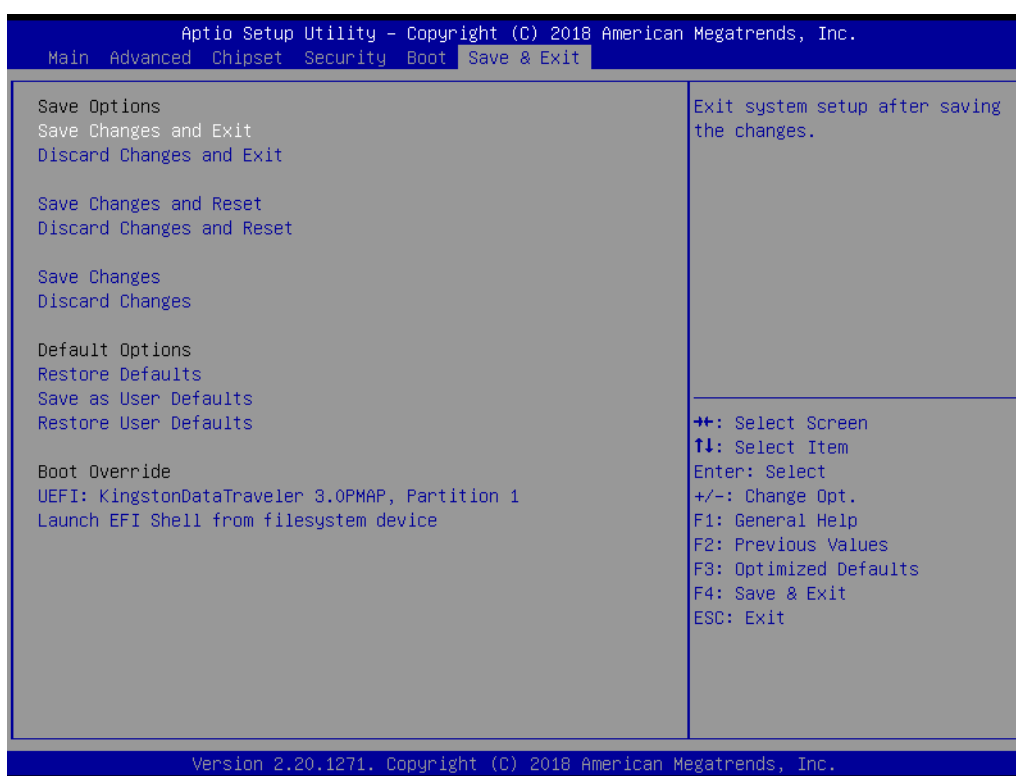 Aptio Setup Utility – Copyright (C) 2018 American Megatrends, Inc.
Main Advanced Chipset Security Boot Save & Exit
Save Options
Save Changes and Exit
Discard Changes and Exit
Save Changes and Reset
Discard Changes and Reset
Save Changes
Discard Changes
Default Options
Restore Defaults
Save as User Defaults
Restore User Defaults
Boot Override
UEFI: KingstonDataTraveler 3.0PMAP, Partition 1
Launch EFI Shell from filesystem device
Exit system setup after saving
the changes.
→←: Select Screen
↑↓: Select Item
Enter: Select
+/-: Change Opt.
F1: General Help
F2: Previous Values
F3: Optimized Defaults
F4: Save & Exit
ESC: Exit
Version 2.20.1271. Copyright (C) 2018 American Megatrends, Inc.